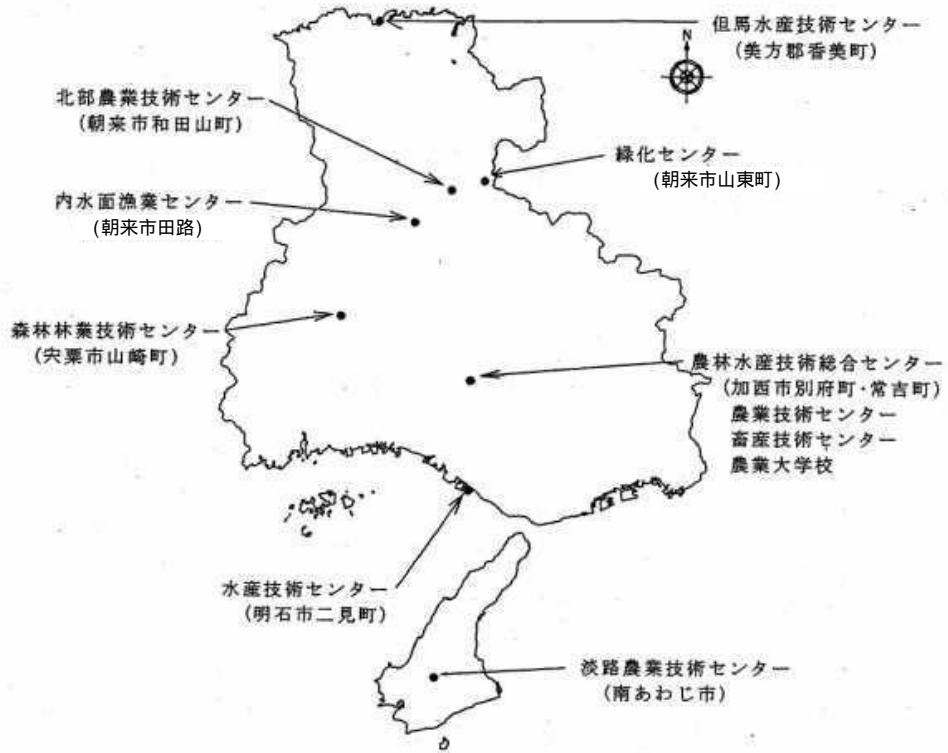 但馬水産技術センター
(美方郡香美町)
N
北部農業技術センター
(朝来市和田山町)
緑化センター
(朝来市山東町)
内水面漁業センター
(朝来市田路)
森林林業技術センター
(宍粟市山崎町)
農林水産技術総合センター
(加西市別府町・常吉町)
農業技術センター
畜産技術センター
農業大学校
水産技術センター
(明石市二見町)
淡路農業技術センター
(南あわじ市)